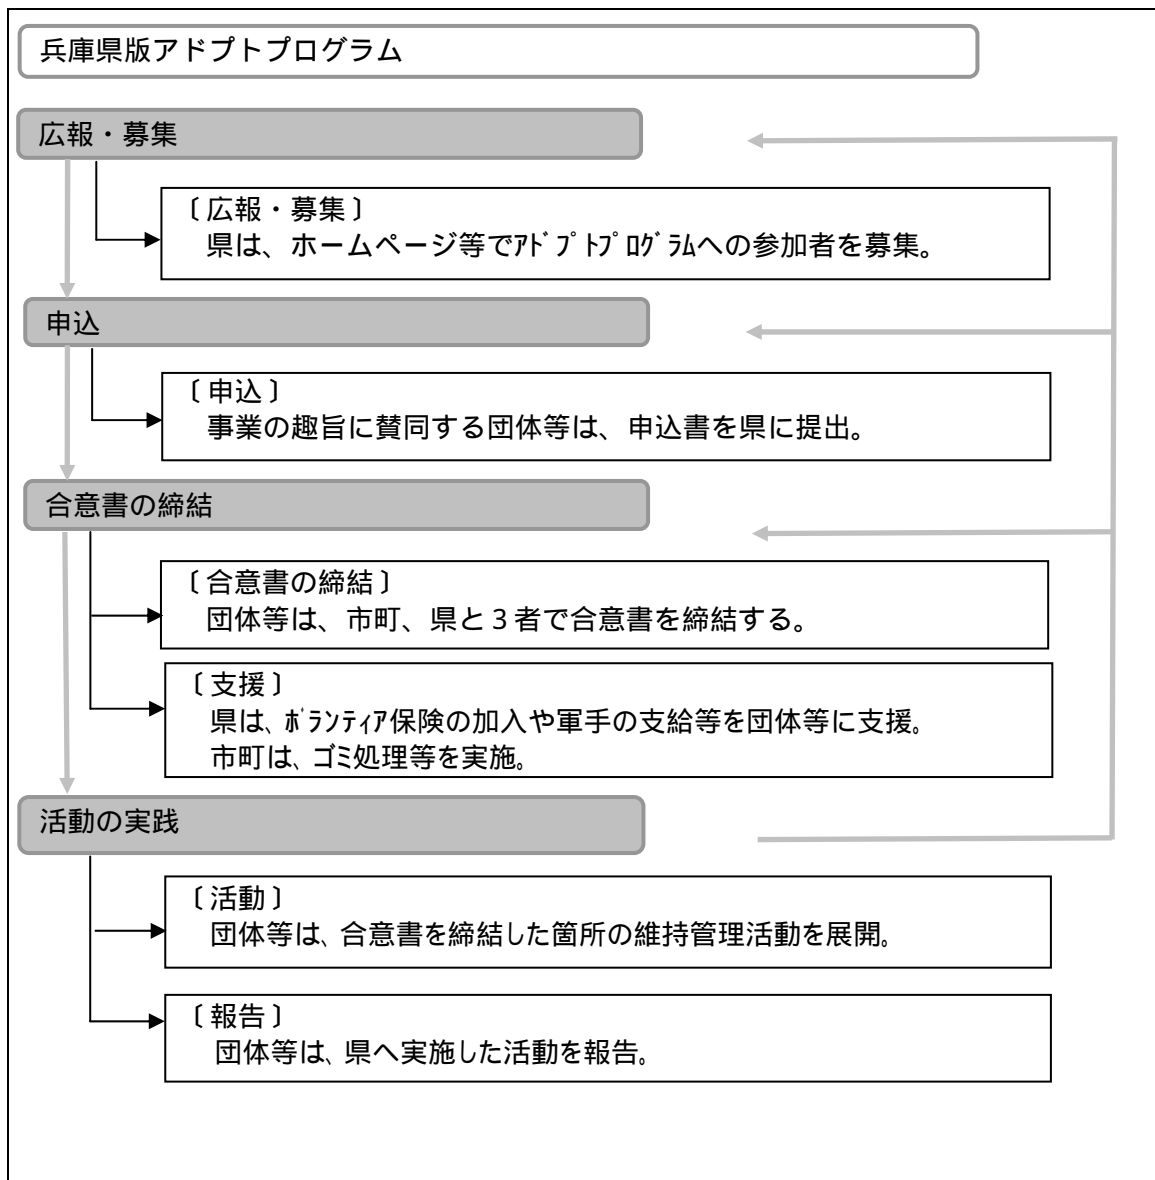 兵庫県版アドプトプログラム
広報・募集
〔広報・募集〕
県は、ホームページ等でｱﾄﾞﾌﾟﾄﾌﾟﾛｸﾞﾗﾑへの参加者を募集。
申込
〔申込〕
事業の趣旨に賛同する団体等は、申込書を県に提出。
合意書の締結
〔合意書の締結〕
団体等は、市町、県と３者で合意書を締結する。
〔支援〕
県は、ﾎﾞﾗﾝﾃｨｱ保険の加入や軍手の支給等を団体等に支援。
市町は、ゴミ処理等を実施。
活動の実践
〔活動〕
団体等は、合意書を締結した箇所の維持管理活動を展開。
〔報告〕
団体等は、県へ実施した活動を報告。